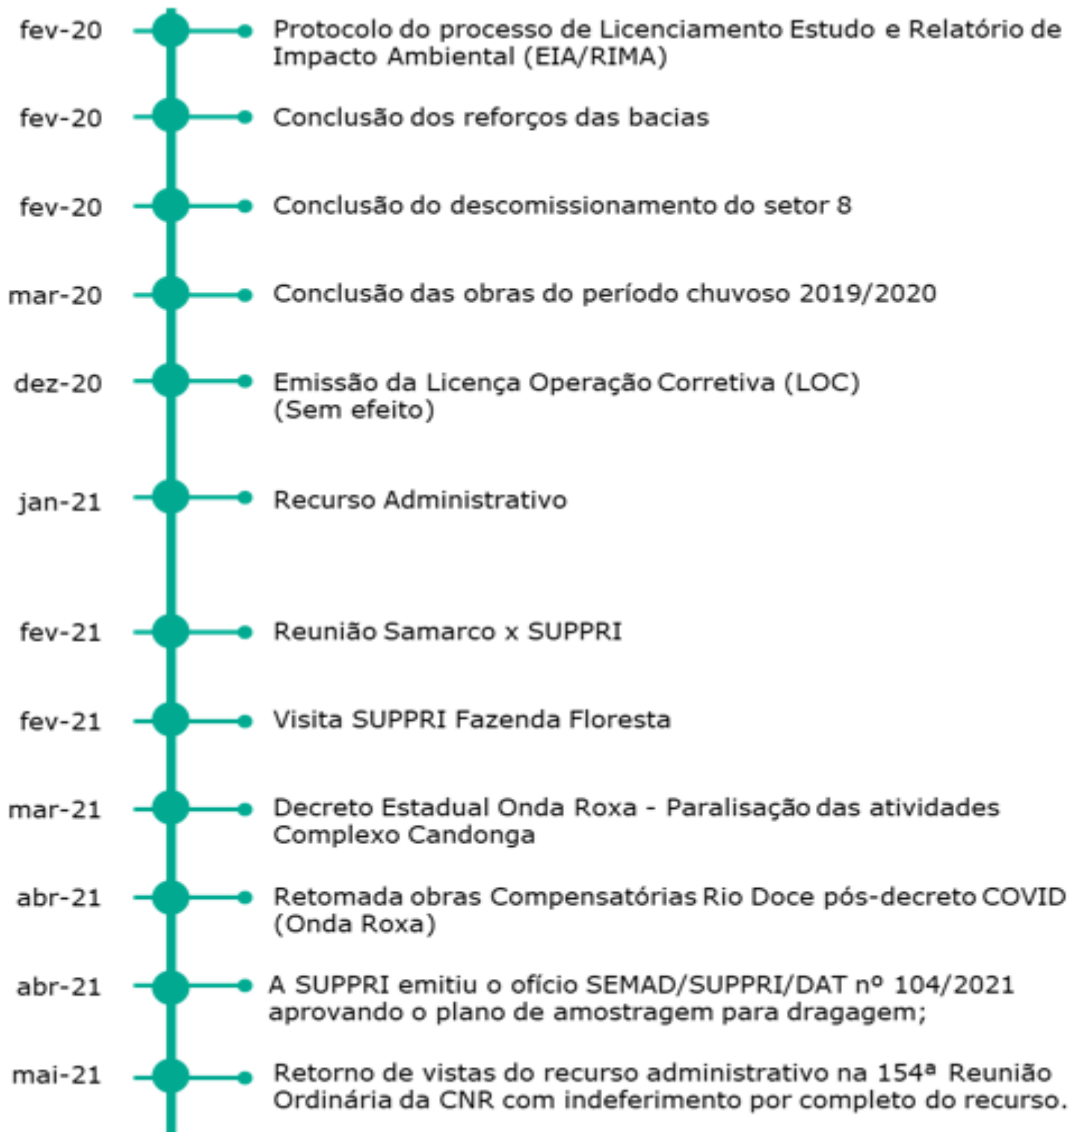 fev-20 Protocolo do processo de Licenciamento Estudo e Relatório de
Impacto Ambiental (EIA/RIMA)
fev-20 Conclusão dos reforços das bacias
fev-20 Conclusão do descomissionamento do setor 8
mar-20 Conclusão das obras do período chuvoso 2019/2020
dez-20 Emissão da Licença Operação Corretiva (LOC)
(Sem efeito)
jan-21 Recurso Administrativo
fev-21 Reunião Samarco x SUPPRI
fev-21 Visita SUPPRI Fazenda Floresta
mar-21 Decreto Estadual Onda Roxa - Paralisação das atividades
Complexo Candonga
abr-21 Retomada obras Compensatórias Rio Doce pós-decreto COVID
(Onda Roxa)
abr-21 A SUPPRI emitiu o ofício SEMAD/SUPPRI/DAT nº 104/2021
aprovando o plano de amostragem para dragagem;
mai-21 Retorno de vistas do recurso administrativo na 154ª Reunião
Ordinária da CNR com indeferimento por completo do recurso.